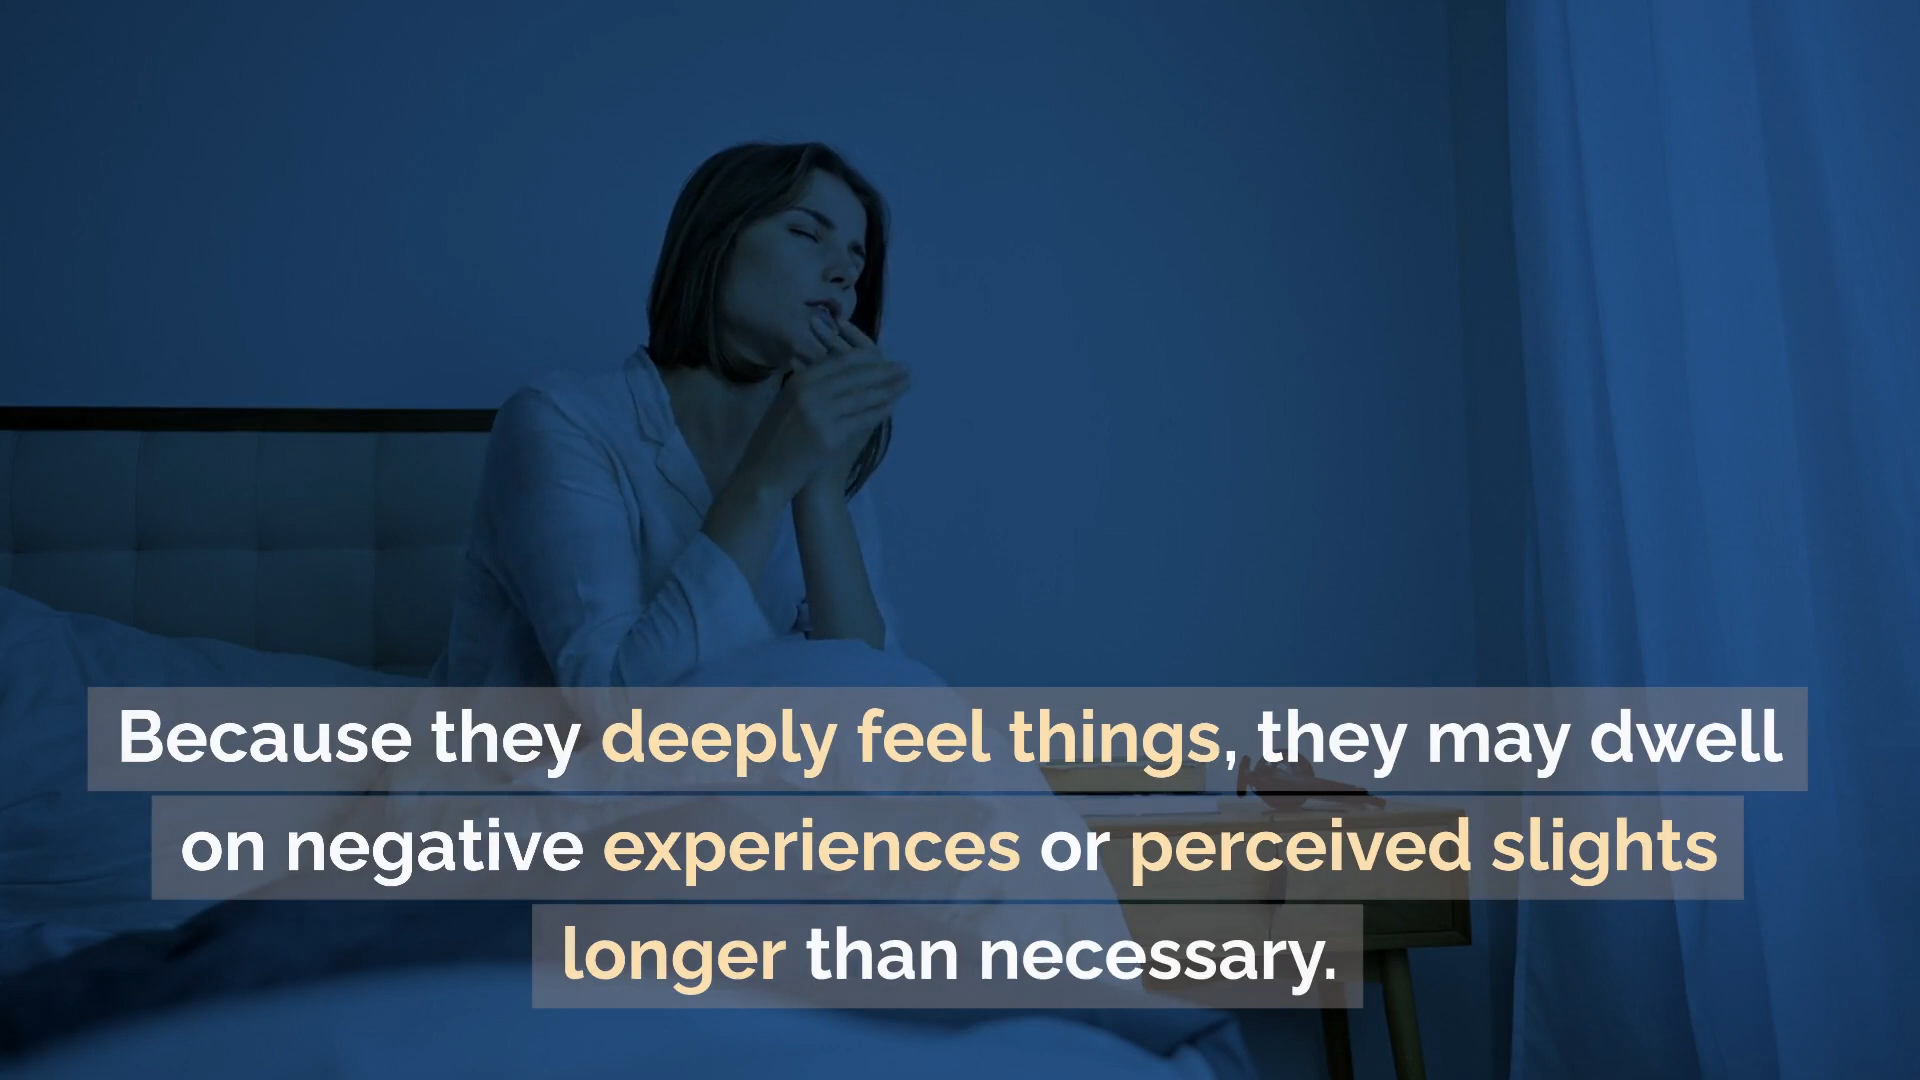 Because they deeply feel things, they may dwell
on negative experiences or perceived slights
longer than necessary.